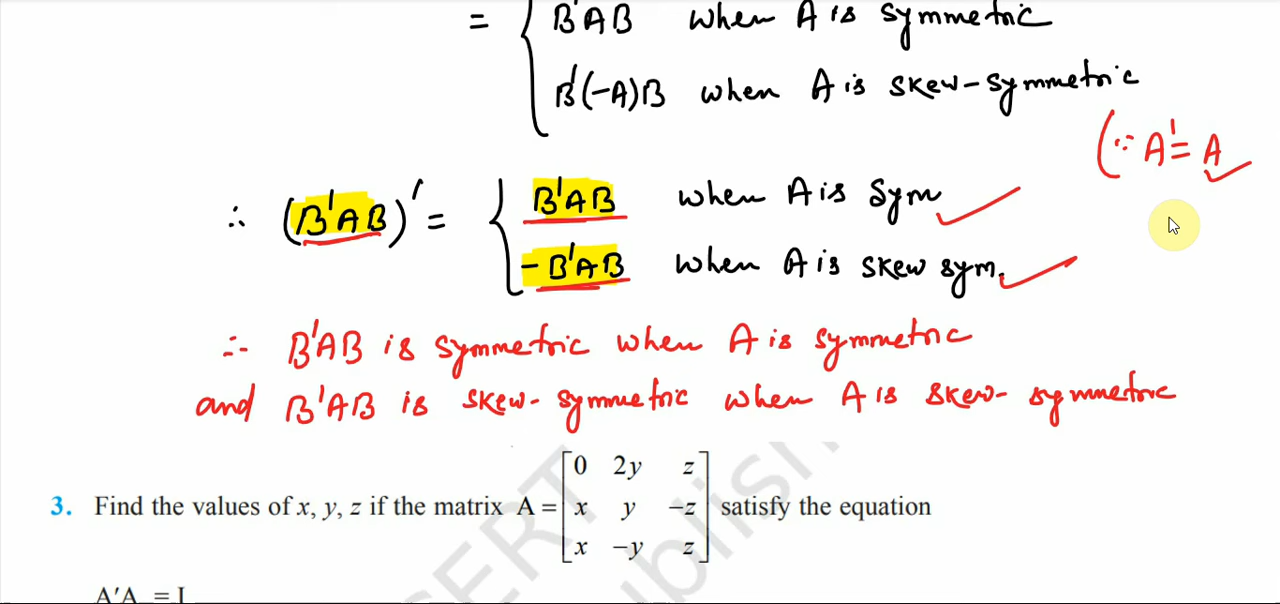 = { B'AB when A is symmetric
B'(-A)B when A is skew-symmetric
(∵ A' = A
∴ (B'AB)' = { B'AB when A is sym
-B'AB when A is skew sym.
∴ B'AB is symmetric when A is symmetric
and B'AB is skew-symmetric when A is skew-symmetric
3. Find the values of x, y, z if the matrix A = [0 2y z
x y -z
x -y z] satisfy the equation
A′A = I